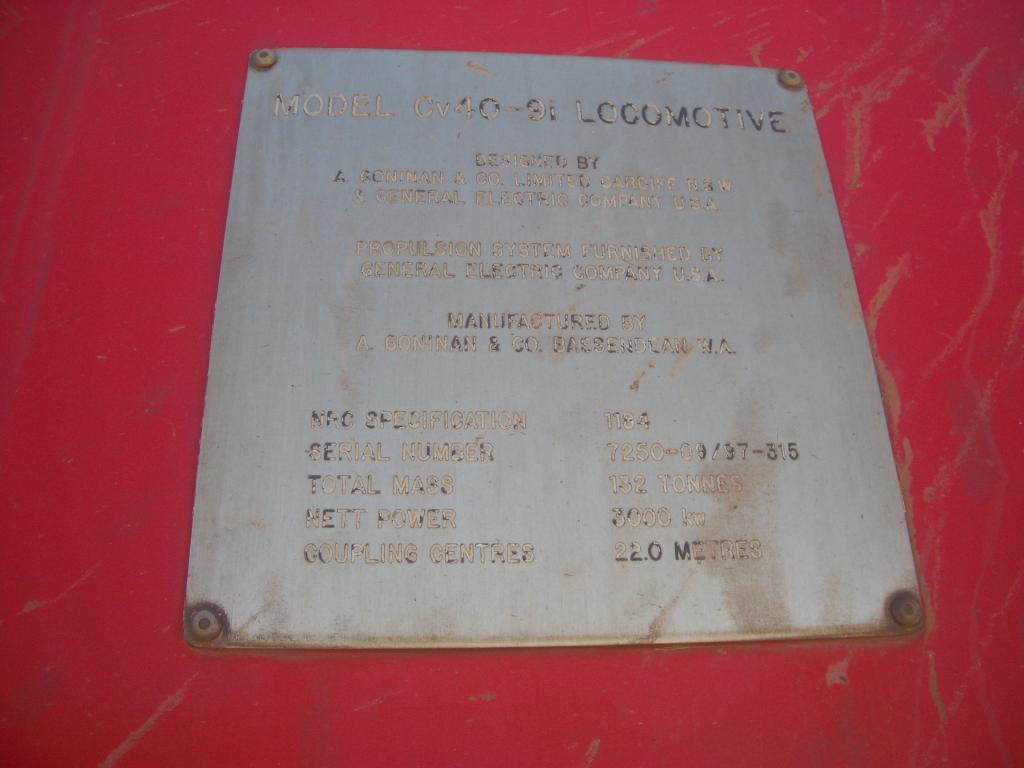 MODEL Cv40-9i LOCOMOTIVE
DESIGNED BY
A. GONINAN & CO. LIMITED CARDIFF N.S.W.
& GENERAL ELECTRIC COMPANY U.S.A.
PROPULSION SYSTEM FURNISHED BY
GENERAL ELECTRIC COMPANY U.S.A.
MANUFACTURED BY
A. GONINAN & CO. BASSENDEAN W.A.
NRC SPECIFICATION 1194
SERIAL NUMBER 7250-09/97-315
TOTAL MASS 132 TONNES
NETT POWER 3000 kw
COUPLING CENTRES 22.0 METRES